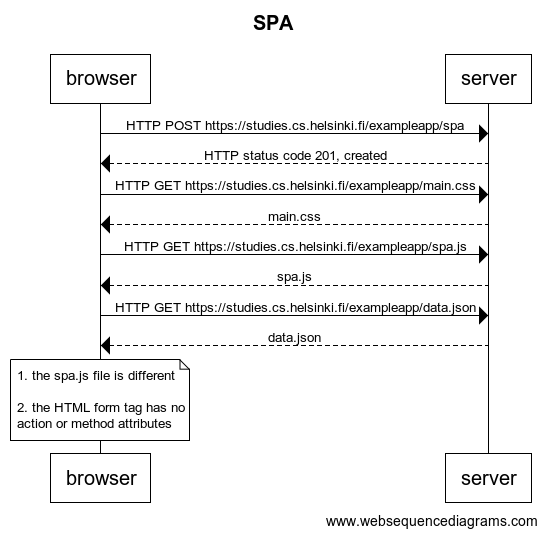 SPA
browser
server
HTTP POST https://studies.cs.helsinki.fi/exampleapp/spa
HTTP status code 201, created
HTTP GET https://studies.cs.helsinki.fi/exampleapp/main.css
main.css
HTTP GET https://studies.cs.helsinki.fi/exampleapp/spa.js
spa.js
HTTP GET https://studies.cs.helsinki.fi/exampleapp/data.json
data.json
1. the spa.js file is different
2. the HTML form tag has no
action or method attributes
browser
server
www.websequencediagrams.com